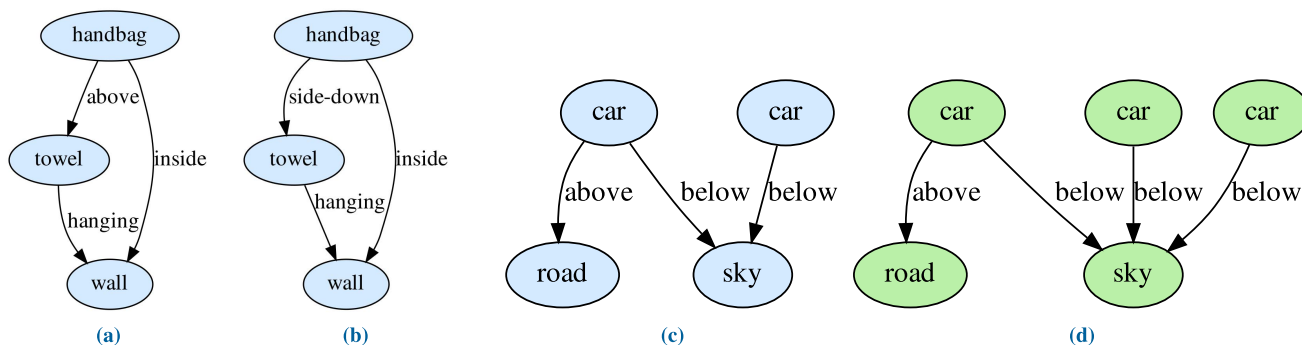 handbag
above
towel
inside
hanging
wall
(a)
handbag
side-down
towel
inside
hanging
wall
(b)
car
car
above
below
below
road
sky
(c)
car
car
car
above
below
below
below
road
sky
(d)